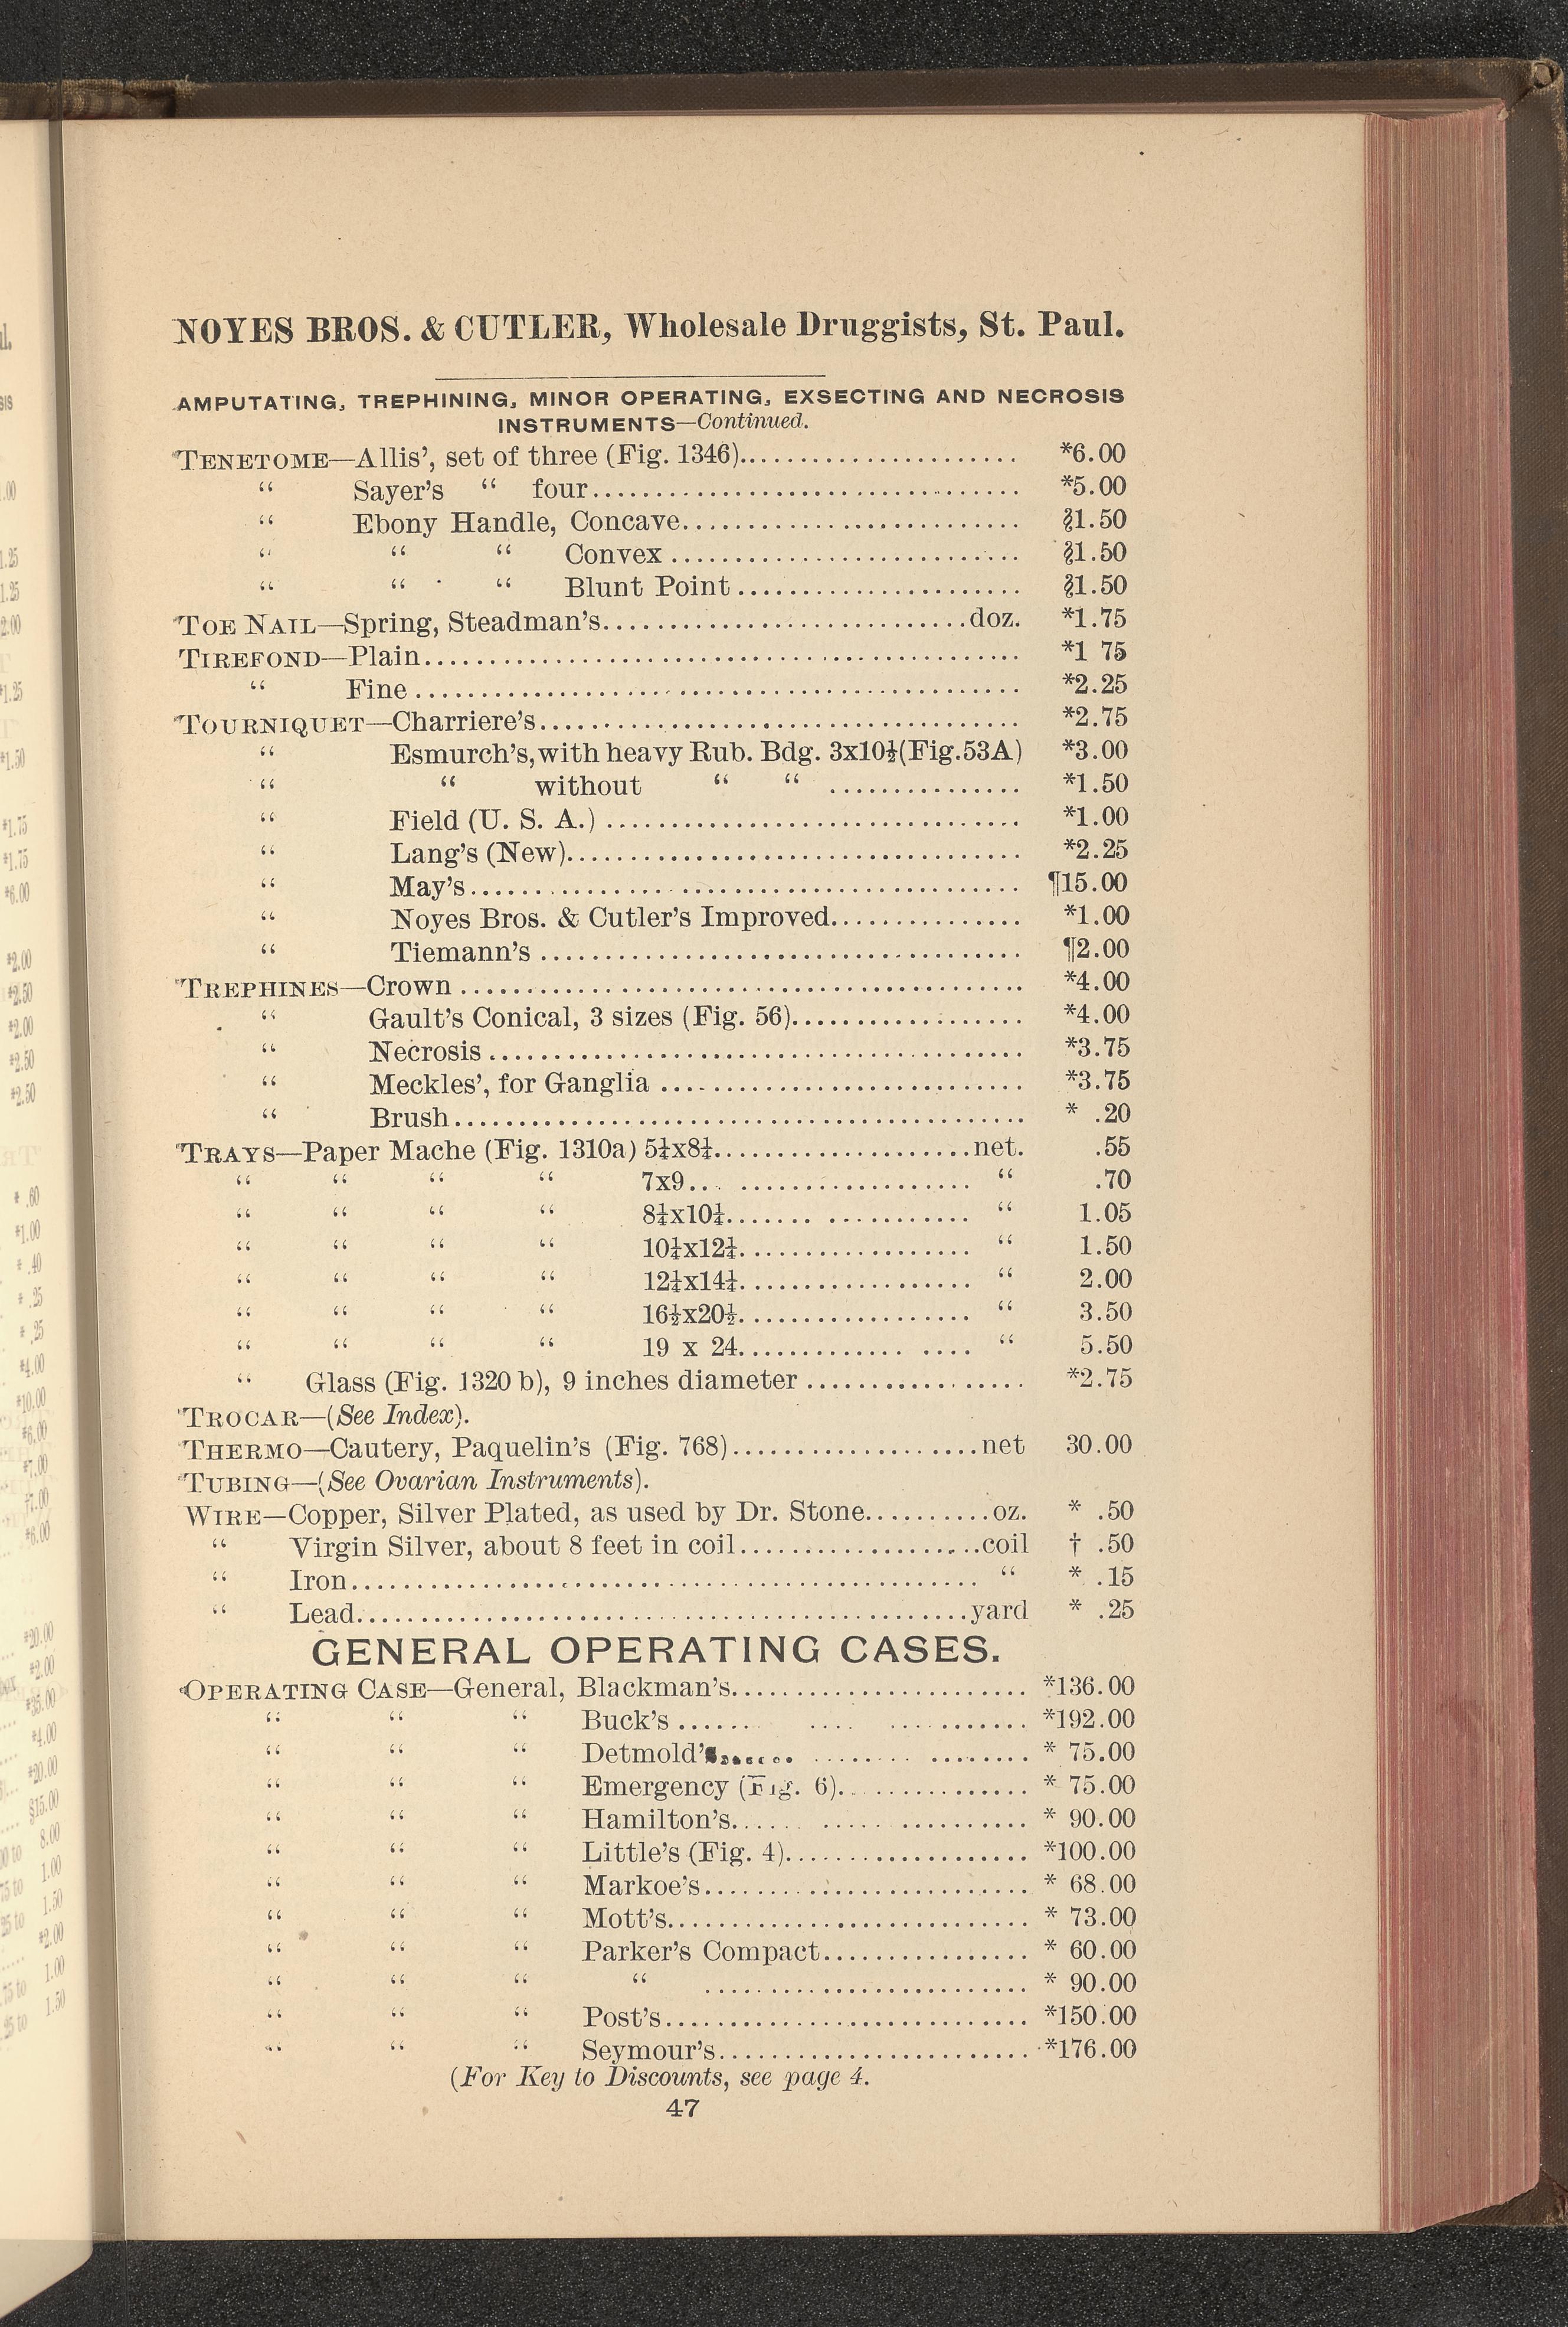 NOYES BROS. & CUTLER, Wholesale Druggists, St. Paul.
AMPUTATING, TREPHINING, MINOR OPERATING, EXSECTING AND NECROSIS
INSTRUMENTS—Continued.
TENETOME—Allis', set of three (Fig. 1346)........................ *6.00
“ Sayer's “ four.................................. *5.00
“ Ebony Handle, Concave........................... §1.50
“ “ “ Convex............................ §1.50
“ “ “ Blunt Point...................... §1.50
TOE NAIL—Spring, Steadman's............................doz. *1.75
TIREFOND—Plain............................................... *1 75
“ Fine................................................ *2.25
TOURNIQUET—Charriere's...................................... *2.75
“ Esmurch's, with heavy Rub. Bdg. 3x10½(Fig. 53A) *3.00
“ “ without “ “ ............... *1.50
“ Field (U. S. A.)................................. *1.00
“ Lang's (New).................................... *2.25
“ May's........................................... ¶15.00
“ Noyes Bros. & Cutler's Improved............... *1.00
“ Tiemann's...................................... ¶2.00
TREPHINES—Crown............................................ *4.00
“ Gault's Conical, 3 sizes (Fig. 56).................. *4.00
“ Necrosis.......................................... *3.75
“ Meckles', for Ganglia............................. *3.75
“ Brush............................................. * .20
TRAYS—Paper Mache (Fig. 1310a) 5¼x8¼....................net. .55
“ “ “ “ 7x9...................... “ .70
“ “ “ “ 8¼x10¼.................. “ 1.05
“ “ “ “ 10¼x12¼.................. “ 1.50
“ “ “ “ 12¼x14¼.................. “ 2.00
“ “ “ “ 16½x20½.................. “ 3.50
“ “ “ “ 19 x 24.................. “ 5.50
“ Glass (Fig. 1320 b), 9 inches diameter.................. *2.75
TROCAR—(See Index).
THERMO—Cautery, Paquelin's (Fig. 768)...................net 30.00
TUBING—(See Ovarian Instruments).
WIRE—Copper, Silver Plated, as used by Dr. Stone..........oz. * .50
“ Virgin Silver, about 8 feet in coil...................coil † .50
“ Iron................................................. “ * .15
“ Lead................................................yard * .25
GENERAL OPERATING CASES.
OPERATING CASE—General, Blackman's....................... *136.00
“ “ “ Buck's........................... *192.00
“ “ “ Detmold's........................ * 75.00
“ “ “ Emergency (Fig. 6)............... * 75.00
“ “ “ Hamilton's....................... * 90.00
“ “ “ Little's (Fig. 4)................... *100.00
“ “ “ Markoe's......................... * 68.00
“ “ “ Mott's............................ * 73.00
“ “ “ Parker's Compact................ * 60.00
“ “ “ “ ......................... * 90.00
“ “ “ Post's............................ *150.00
“ “ “ Seymour's........................ *176.00
(For Key to Discounts, see page 4.
47